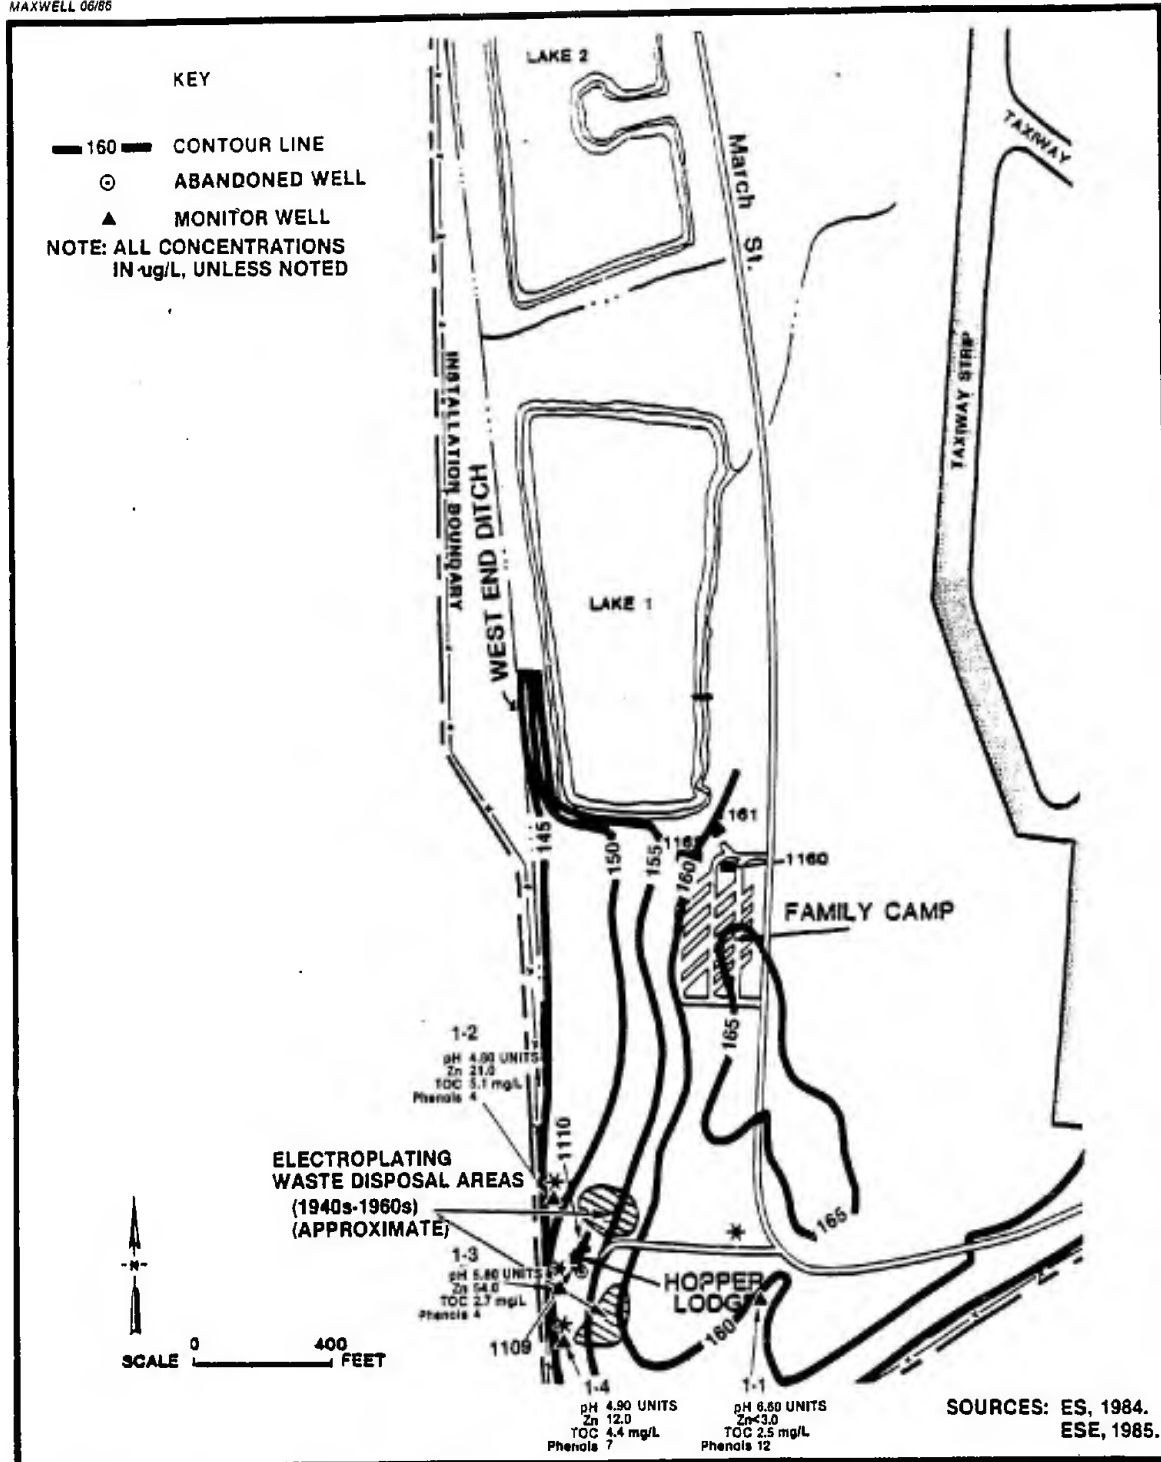 MAXWELL 06/86
KEY
160 CONTOUR LINE
ABANDONED WELL
MONITOR WELL
NOTE: ALL CONCENTRATIONS
IN ug/L, UNLESS NOTED
LAKE 2
March St.
TAXIWAY
TAXIWAY STRIP
INSTALLATION BOUNDARY
WEST END DITCH
LAKE 1
145
150
155
116
161
160
1160
FAMILY CAMP
165
1-2
pH 4.80 UNITS
Zn 21.0
TOC 5.1 mg/L
Phenols 4
1110
ELECTROPLATING
WASTE DISPOSAL AREAS
(1940s-1960s)
(APPROXIMATE)
165
1-3
pH 5.80 UNITS
Zn 54.0
TOC 2.7 mg/L
Phenols 4
HOPPER
LODGE
160
1109
-N-
0 400
SCALE FEET
1-4
pH 4.90 UNITS
Zn 12.0
TOC 4.4 mg/L
Phenols 7
1-1
pH 6.60 UNITS
Zn<3.0
TOC 2.5 mg/L
Phenols 12
SOURCES: ES, 1984.
ESE, 1985.